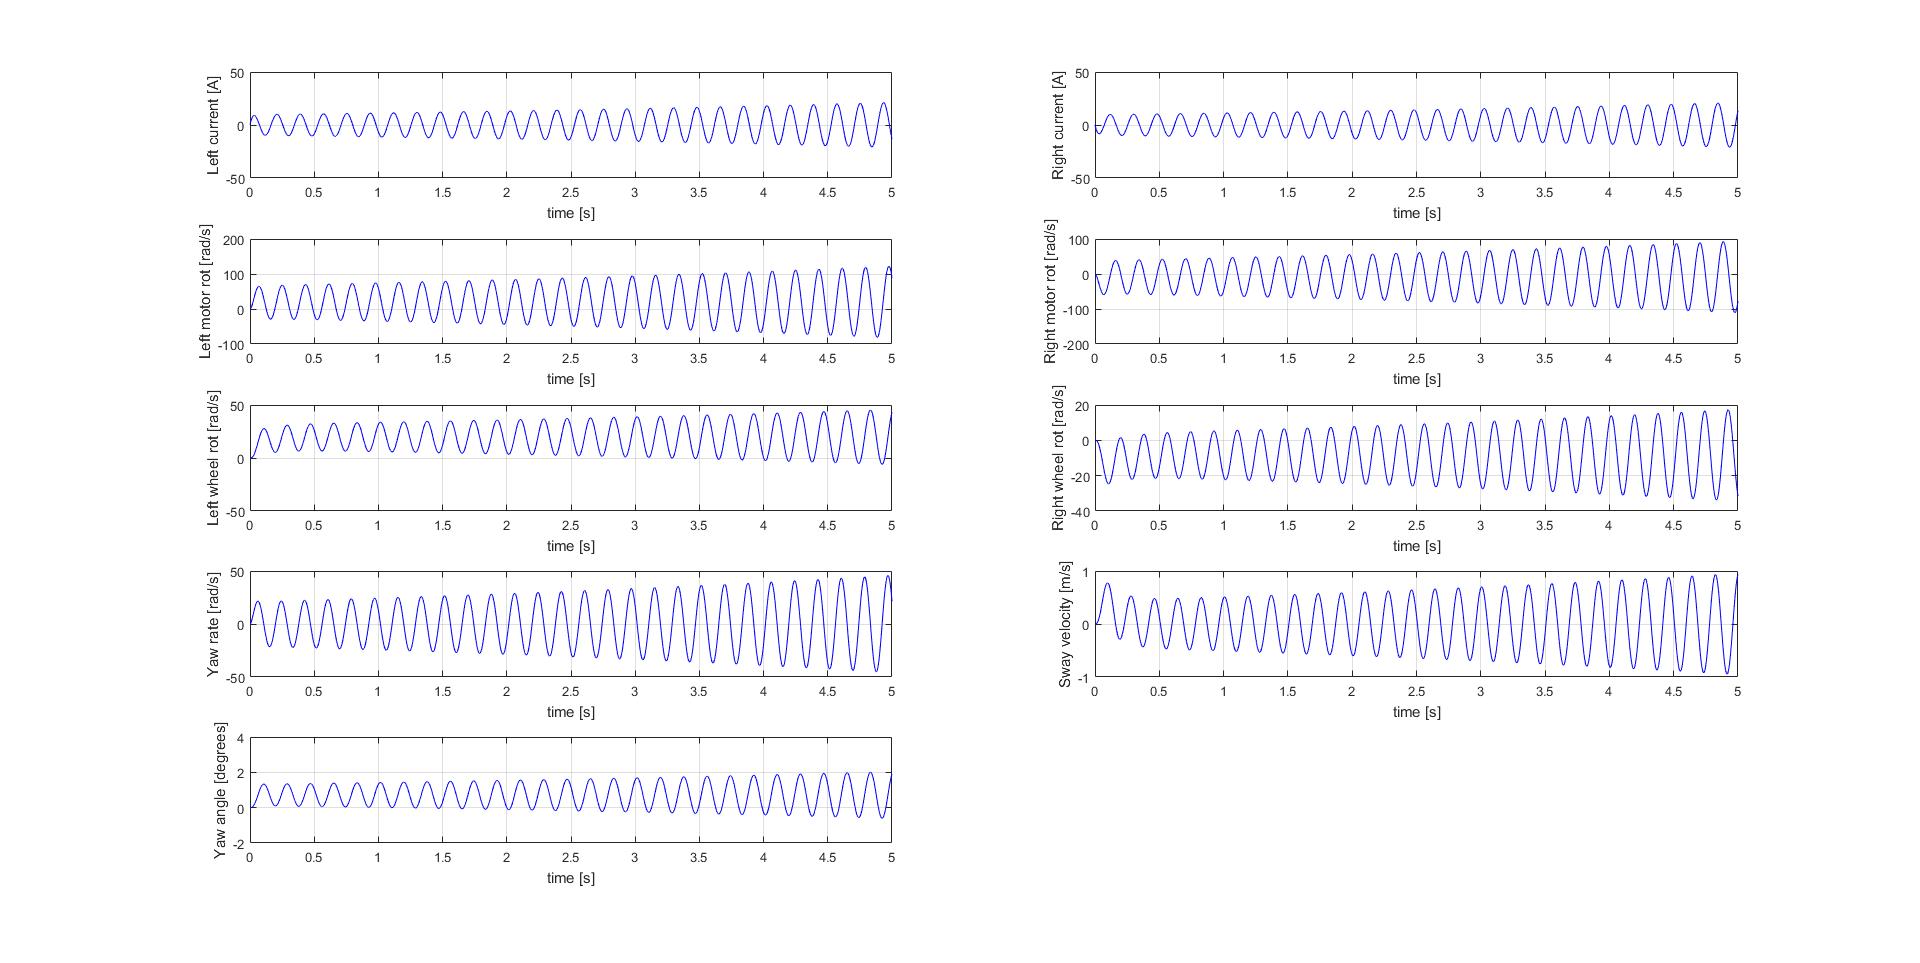 Left current [A]
50
0
-50
0 0.5 1 1.5 2 2.5 3 3.5 4 4.5 5
time [s]
Right current [A]
50
0
-50
0 0.5 1 1.5 2 2.5 3 3.5 4 4.5 5
time [s]
Left motor rot [rad/s]
200
100
0
-100
0 0.5 1 1.5 2 2.5 3 3.5 4 4.5 5
time [s]
Right motor rot [rad/s]
100
0
-100
-200
0 0.5 1 1.5 2 2.5 3 3.5 4 4.5 5
time [s]
Left wheel rot [rad/s]
50
0
-50
0 0.5 1 1.5 2 2.5 3 3.5 4 4.5 5
time [s]
Right wheel rot [rad/s]
20
0
-20
-40
0 0.5 1 1.5 2 2.5 3 3.5 4 4.5 5
time [s]
Yaw rate [rad/s]
50
0
-50
0 0.5 1 1.5 2 2.5 3 3.5 4 4.5 5
time [s]
Sway velocity [m/s]
1
0
-1
0 0.5 1 1.5 2 2.5 3 3.5 4 4.5 5
time [s]
Yaw angle [degrees]
4
2
0
-2
0 0.5 1 1.5 2 2.5 3 3.5 4 4.5 5
time [s]